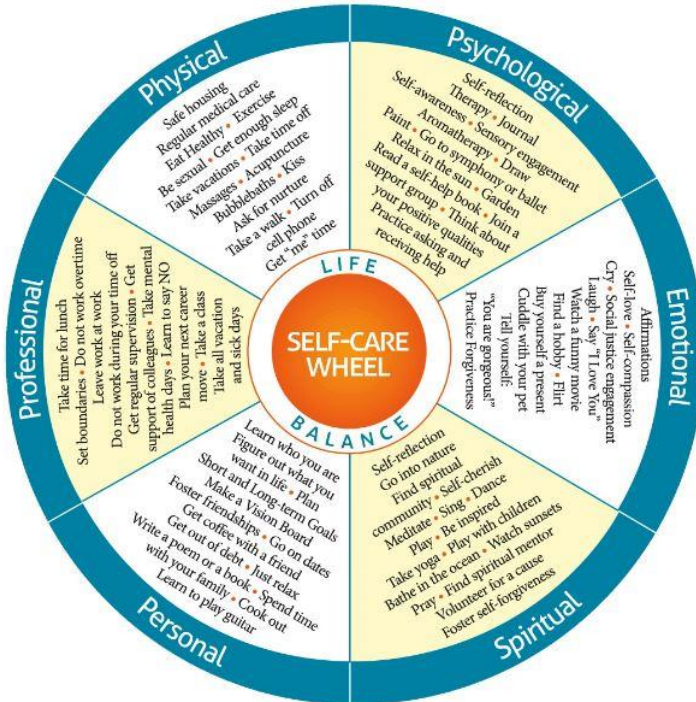 Physical
Safe housing
Regular medical care
Eat Healthy • Exercise
Be sexual • Get enough sleep
Take vacations • Take time off
Massages • Acupuncture
Bubblebaths • Kiss
Ask for nurture
Take a walk • Turn off
cell phone
Get "me" time
Psychological
Self-reflection
Therapy • Journal
Self-awareness • Sensory engagement
Aromatherapy • Draw
Paint • Go to symphony or ballet
Relax in the sun • Garden
Read a self-help book • Join a
support group • Think about
your positive qualities
Practice asking and
receiving help
Emotional
Affirmations
Self-love • Self-compassion
Cry • Social justice engagement
Laugh • Say "I Love You"
Watch a funny movie
Find a hobby • Flirt
Buy yourself a present
Cuddle with your pet
Tell yourself:
"You are gorgeous!"
Practice Forgiveness
Spiritual
Self-reflection
Go into nature
Find spiritual
community • Self-cherish
Meditate • Sing • Dance
Play • Be inspired
Take yoga • Play with children
Bathe in the ocean • Watch sunsets
Pray • Find spiritual mentor
Volunteer for a cause
Foster self-forgiveness
Personal
Learn who you are
Figure out what you
want in life • Plan
Short and Long-term Goals
Make a Vision Board
Foster friendships • Go on dates
Get coffee with a friend
Get out of debt • Just relax
Write a poem or a book • Spend time
with your family • Cook out
Learn to play guitar
Professional
Take time for lunch
Set boundaries • Do not work overtime
Leave work at work
Do not work during your time off
Get regular supervision • Get
support of colleagues • Take mental
health days • Learn to say NO
Plan your next career
move • Take a class
Take all vacation
and sick days
LIFE
SELF-CARE
WHEEL
BALANCE